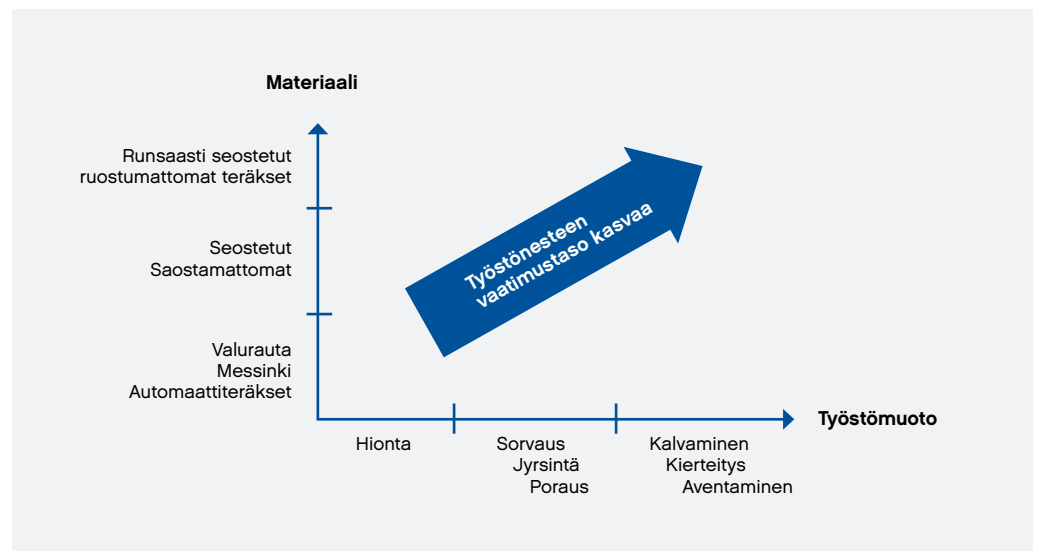 Materiaali
Runsaasti seostetut
ruostumattomat teräkset
Seostetut
Saostamattomat
Valurauta
Messinki
Automaattiteräkset
Työstönesteen
vaatimustaso kasvaa
Työstömuoto
Hionta
Sorvaus
Jyrsintä
Poraus
Kalvaminen
Kierteitys
Aventaminen